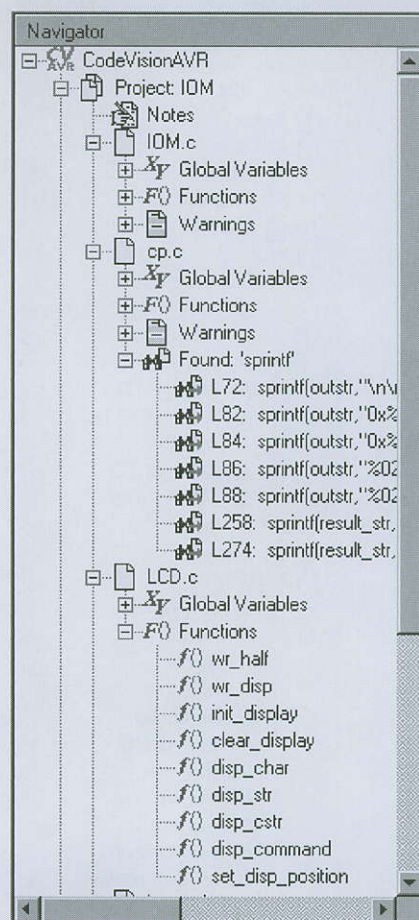 Navigator
CodeVisionAVR
Project: IOM
Notes
IOM.c
Global Variables
Functions
Warnings
cp.c
Global Variables
Functions
Warnings
Found: 'sprintf'
L72: sprintf(outstr,"\n\
L82: sprintf(outstr,"0x%
L84: sprintf(outstr,"0x%
L86: sprintf(outstr,"%02
L88: sprintf(outstr,"%02
L258: sprintf(result_str,
L274: sprintf(result_str,
LCD.c
Global Variables
Functions
f() wr_half
f() wr_disp
f() init_display
f() clear_display
f() disp_char
f() disp_str
f() disp_cstr
f() disp_command
f() set_disp_position